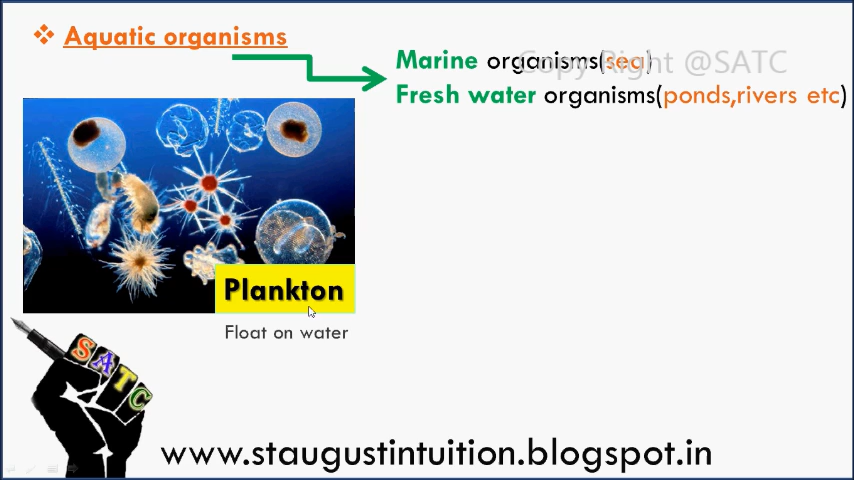 Aquatic organisms
Marine organisms(sea)
Copy Right @SATC
Fresh water organisms(ponds,rivers etc)
Plankton
Float on water
SATC
www.staugustintuition.blogspot.in